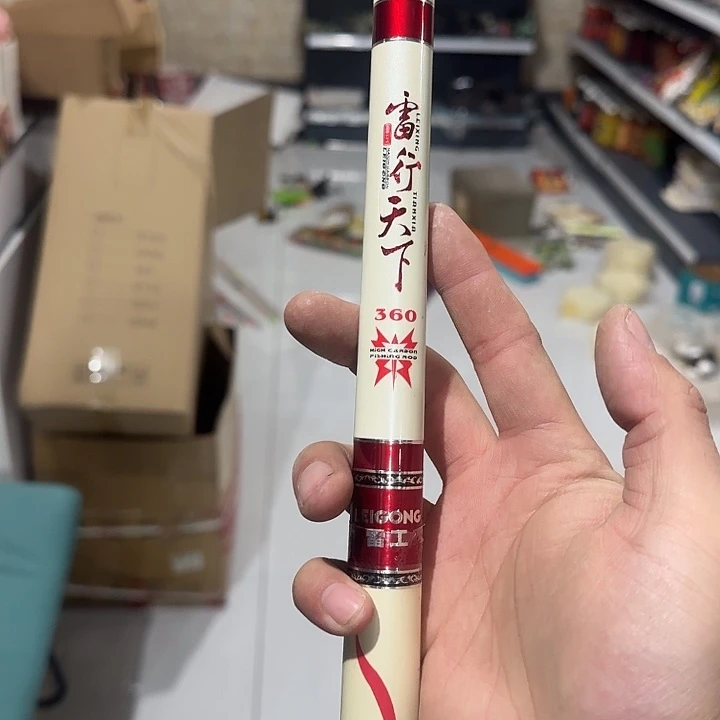 雷行天下
LEIXING
TIANXIA
360
HIGH CARBON
FISHING ROD
LEIGONG